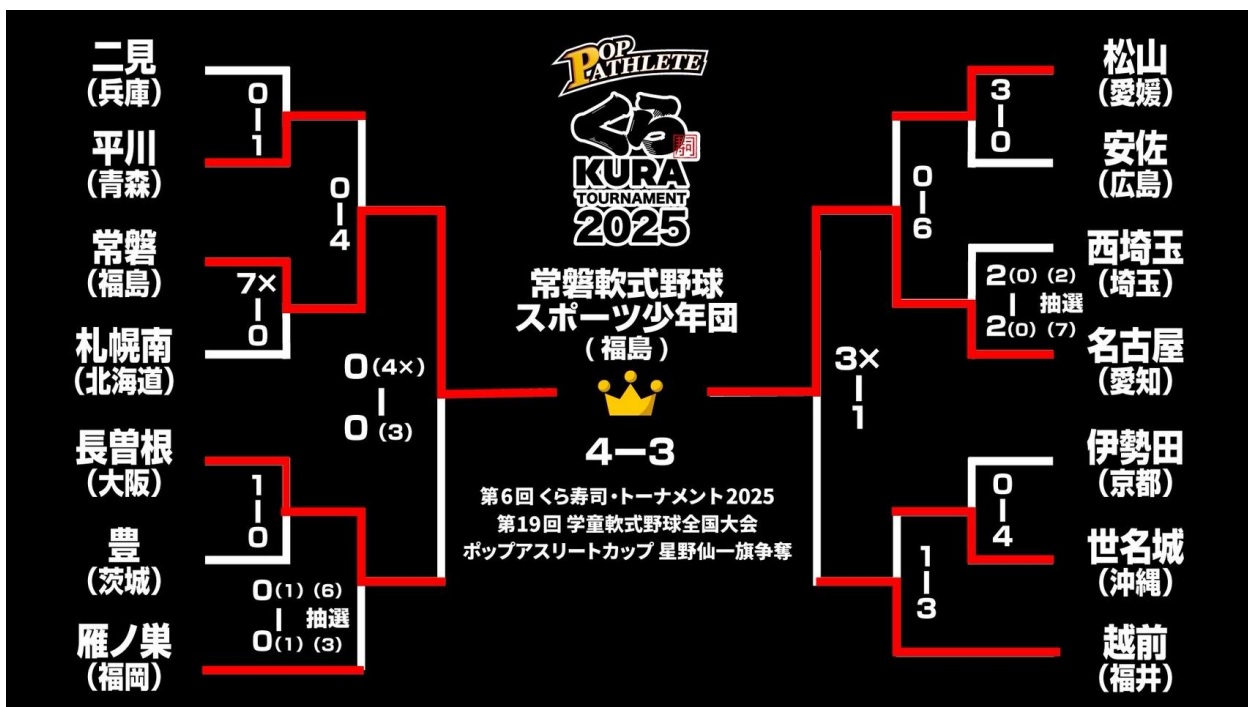 二見
(兵庫)
0
1
平川
(青森)
0
4
常磐
(福島)
7×
0
札幌南
(北海道)
0(4×)
0(3)
長曽根
(大阪)
1
0
豊
(茨城)
0(1)(6)
抽選
0(1)(3)
雁ノ巣
(福岡)
POP
ATHLETE
くら
寿司
KURA
TOURNAMENT
2025
常磐軟式野球
スポーツ少年団
(福島)
4ー3
第6回 くら寿司・トーナメント2025
第19回 学童軟式野球全国大会
ポップアスリートカップ 星野仙一旗争奪
松山
(愛媛)
3
0
安佐
(広島)
0
6
西埼玉
(埼玉)
2(0)(2)
抽選
2(0)(7)
名古屋
(愛知)
3×
1
伊勢田
(京都)
0
4
世名城
(沖縄)
1
3
越前
(福井)